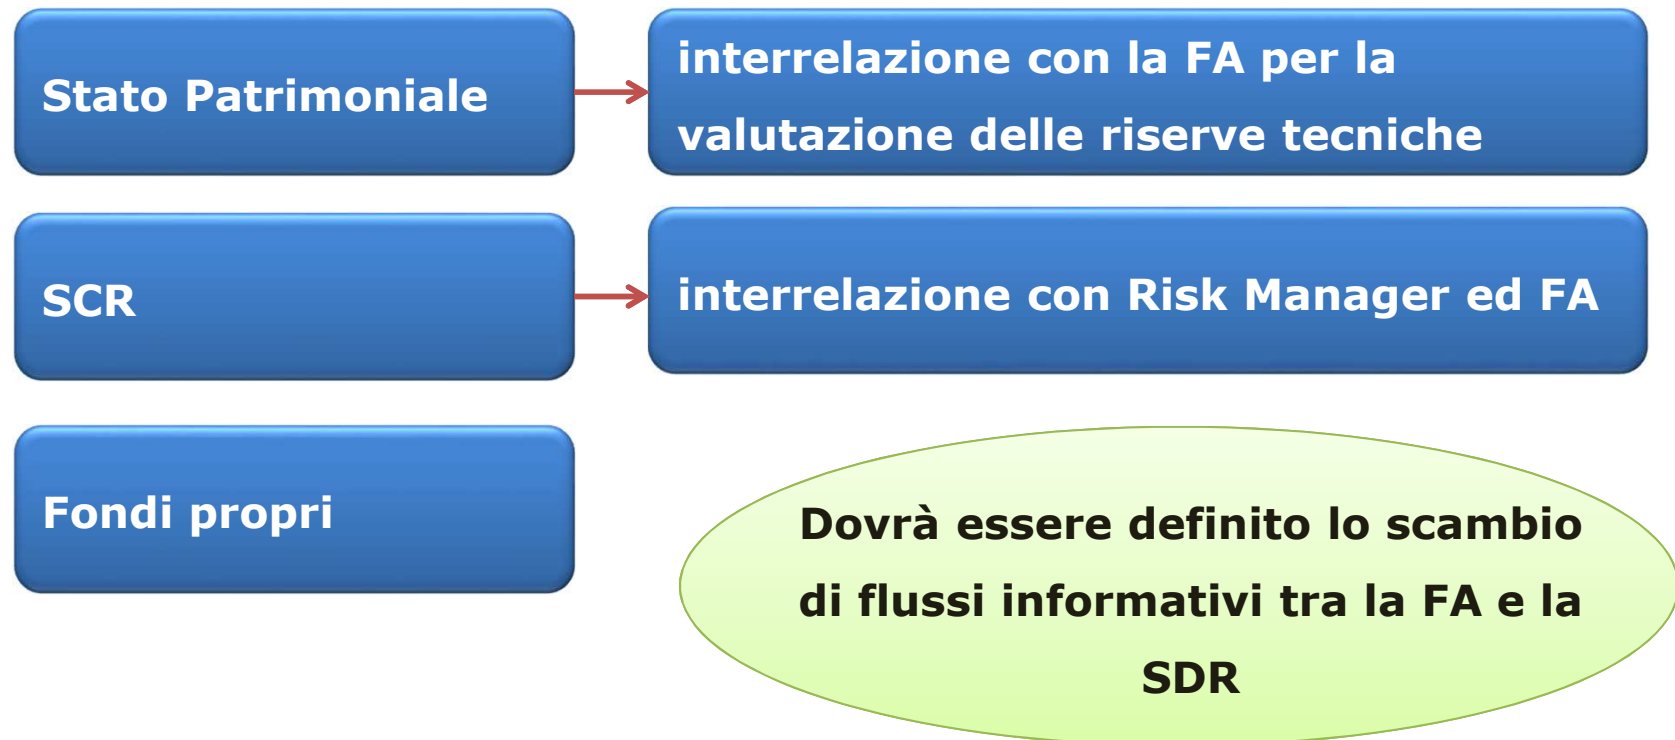 Stato Patrimoniale
interrelazione con la FA per la
valutazione delle riserve tecniche
SCR
interrelazione con Risk Manager ed FA
Fondi propri
Dovrà essere definito lo scambio
di flussi informativi tra la FA e la
SDR